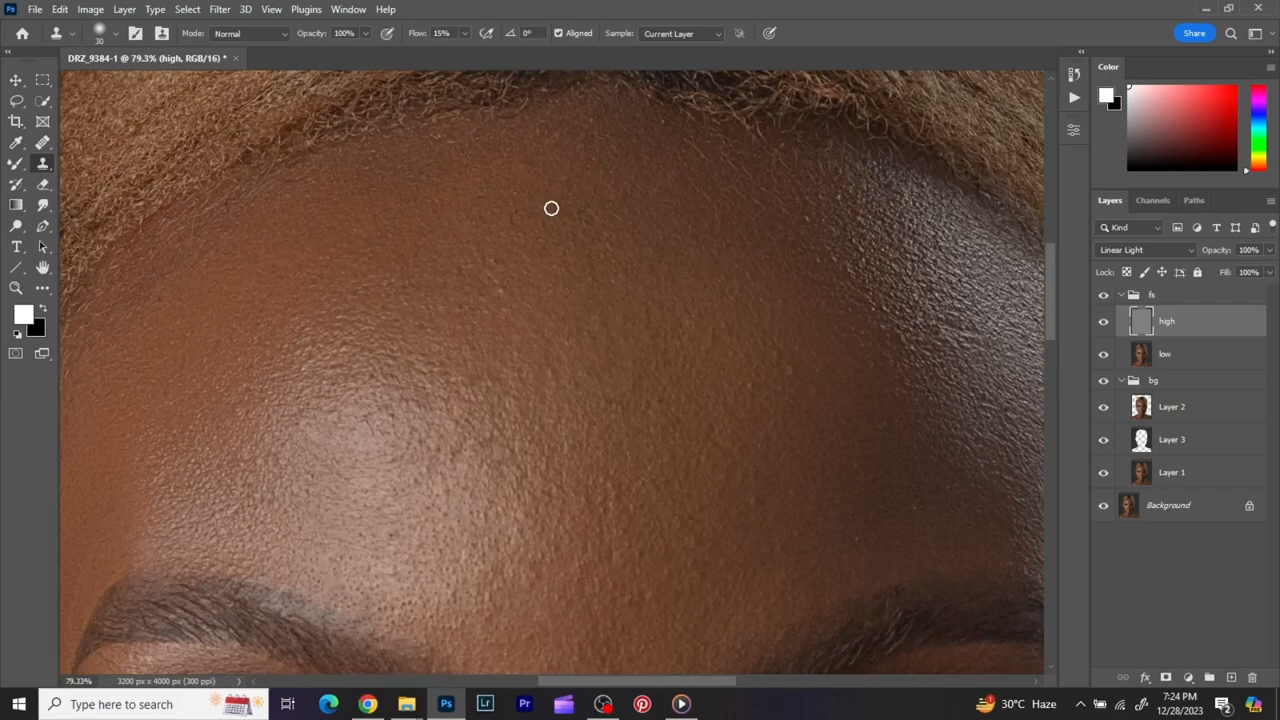 File Edit Image Layer Type Select Filter 3D View Plugins Window Help
30 Mode: Normal Opacity: 100% Flow: 15% 0° Aligned Sample: Current Layer Share
DRZ_9384-1 @ 79.3% (high, RGB/16) *
Color
Layers Channels Paths
Kind
Linear Light Opacity: 100%
Lock: Fill: 100%
fs
high
low
bg
Layer 2
Layer 3
Layer 1
Background
79.33% 3200 px x 4000 px (300 ppi)
Type here to search
30°C Haze
7:24 PM
12/28/2023
2